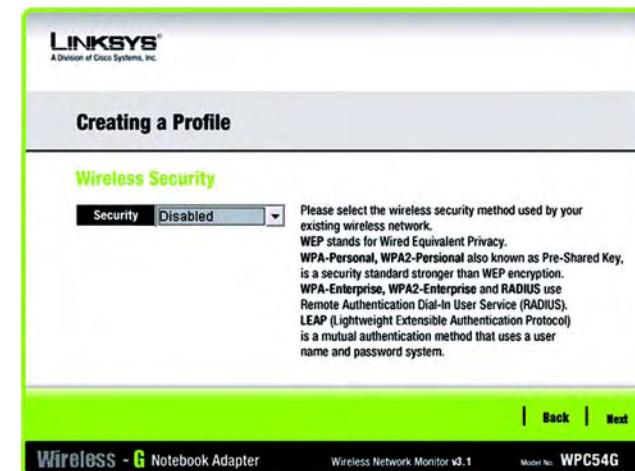 LINKSYS®
A Division of Cisco Systems, Inc.
Creating a Profile
Wireless Security
Security Disabled
Please select the wireless security method used by your
existing wireless network.
WEP stands for Wired Equivalent Privacy.
WPA-Personal, WPA2-Persional also known as Pre-Shared Key,
is a security standard stronger than WEP encryption.
WPA-Enterprise, WPA2-Enterprise and RADIUS use
Remote Authentication Dial-In User Service (RADIUS).
LEAP (Lightweight Extensible Authentication Protocol)
is a mutual authentication method that uses a user
name and password system.
Back Next
Wireless - G Notebook Adapter Wireless Network Monitor v3.1 Model No. WPC54G